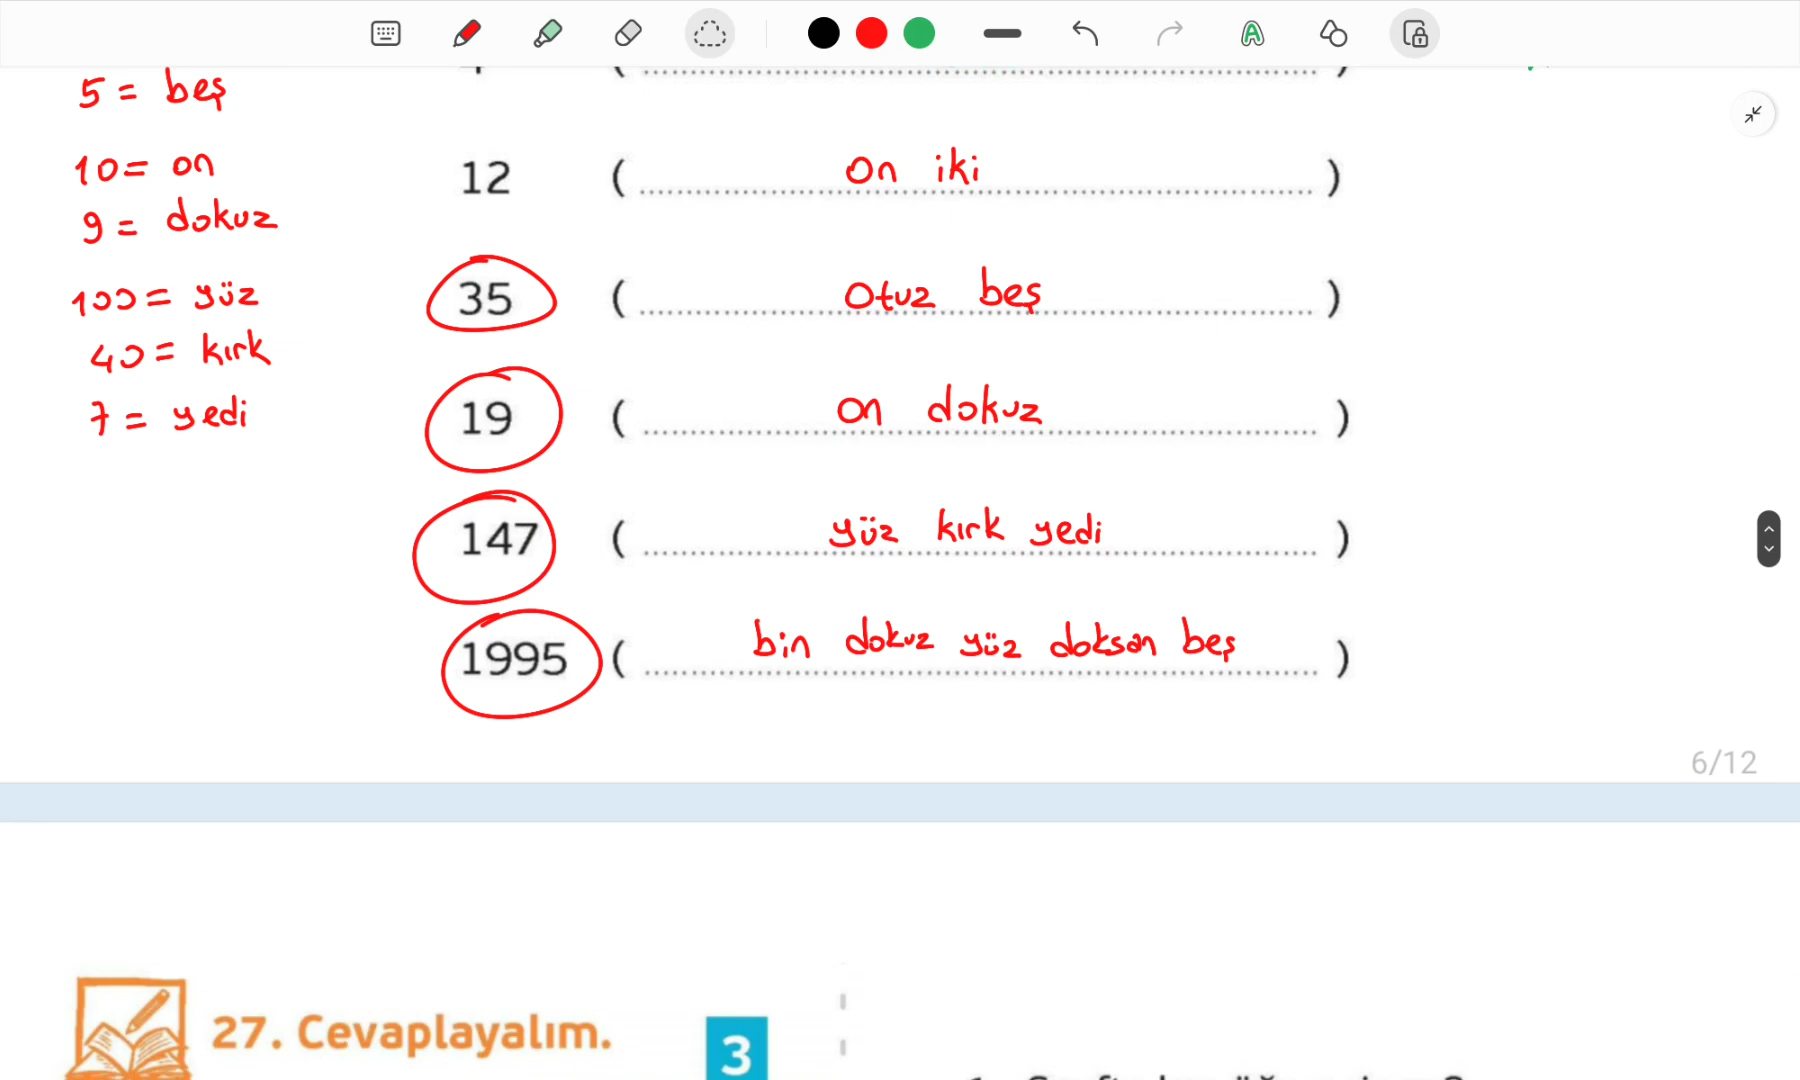 5 = beş
10 = on
9 = dokuz
100 = yüz
40 = kırk
7 = yedi
12 ( on iki )
35 ( otuz beş )
19 ( on dokuz )
147 ( yüz kırk yedi )
1995 ( bin dokuz yüz doksan beş )
6/12
27. Cevaplayalım.
3